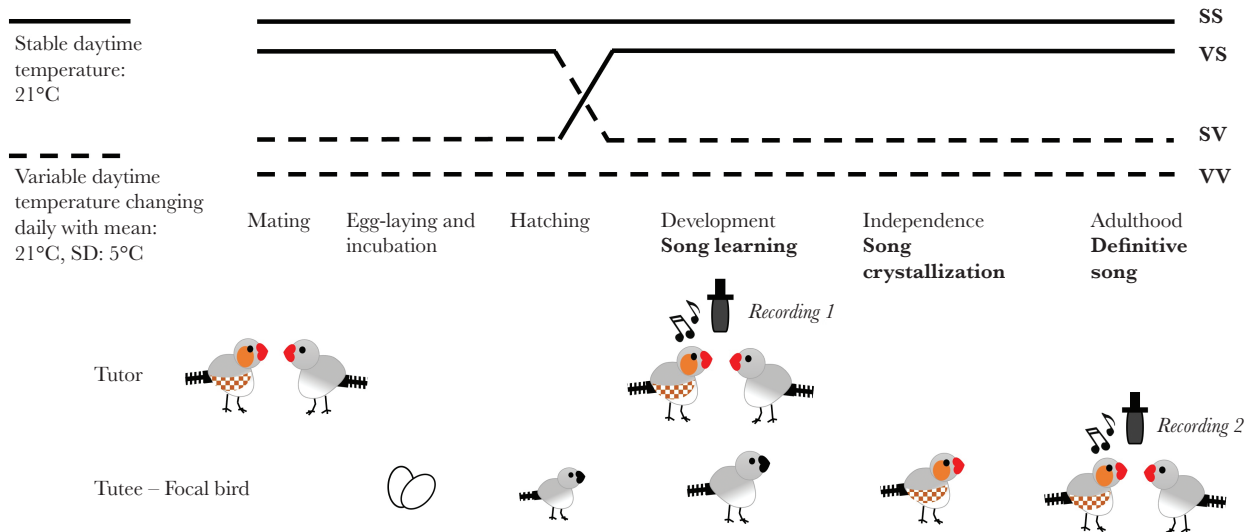 SS
Stable daytime
temperature:
21°C
VS
SV
Variable daytime
temperature changing
daily with mean:
21°C, SD: 5°C
VV
Mating
Egg-laying and
incubation
Hatching
Development
Song learning
Independence
Song
crystallization
Adulthood
Definitive
song
Recording 1
Tutor
Recording 2
Tutee – Focal bird